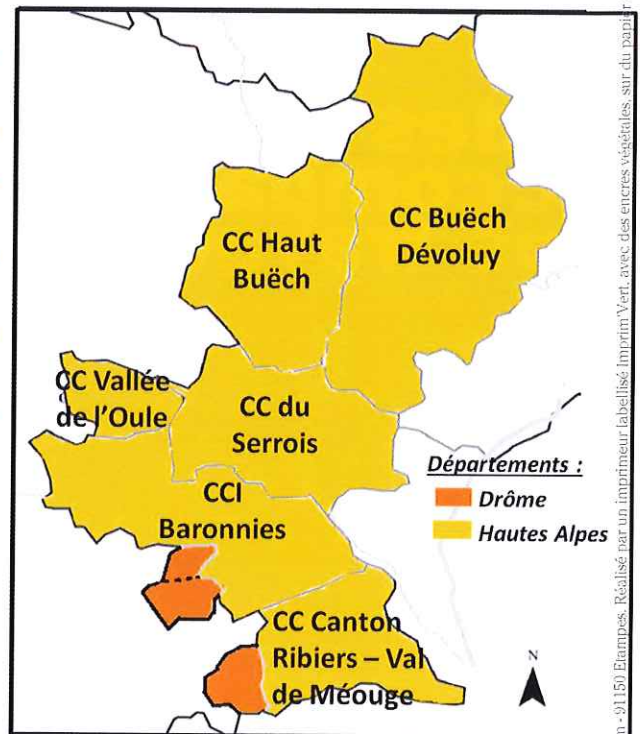 CC Buëch
Dévoluy
CC Haut
Buëch
CC Vallée
de l'Oule
CC du
Serrois
Départements :
Drôme
Hautes Alpes
CCI
Baronnies
CC Canton
Ribiers – Val
de Méouge
N
- 91150 Etampes. Réalisé par un imprimeur labellisé Imprim'Vert, avec des encres végétales, sur du papier